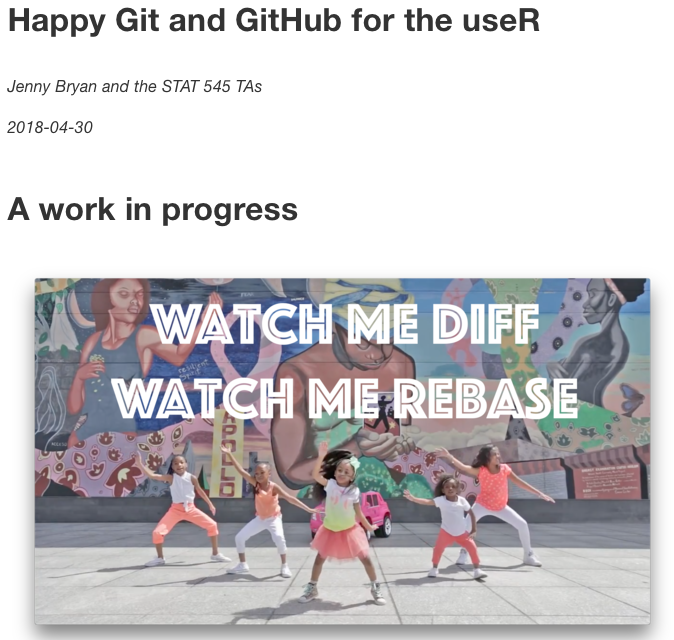 Happy Git and GitHub for the useR
Jenny Bryan and the STAT 545 TAs
2018-04-30
A work in progress
WATCH ME DIFF
WATCH ME REBASE
APOLLO